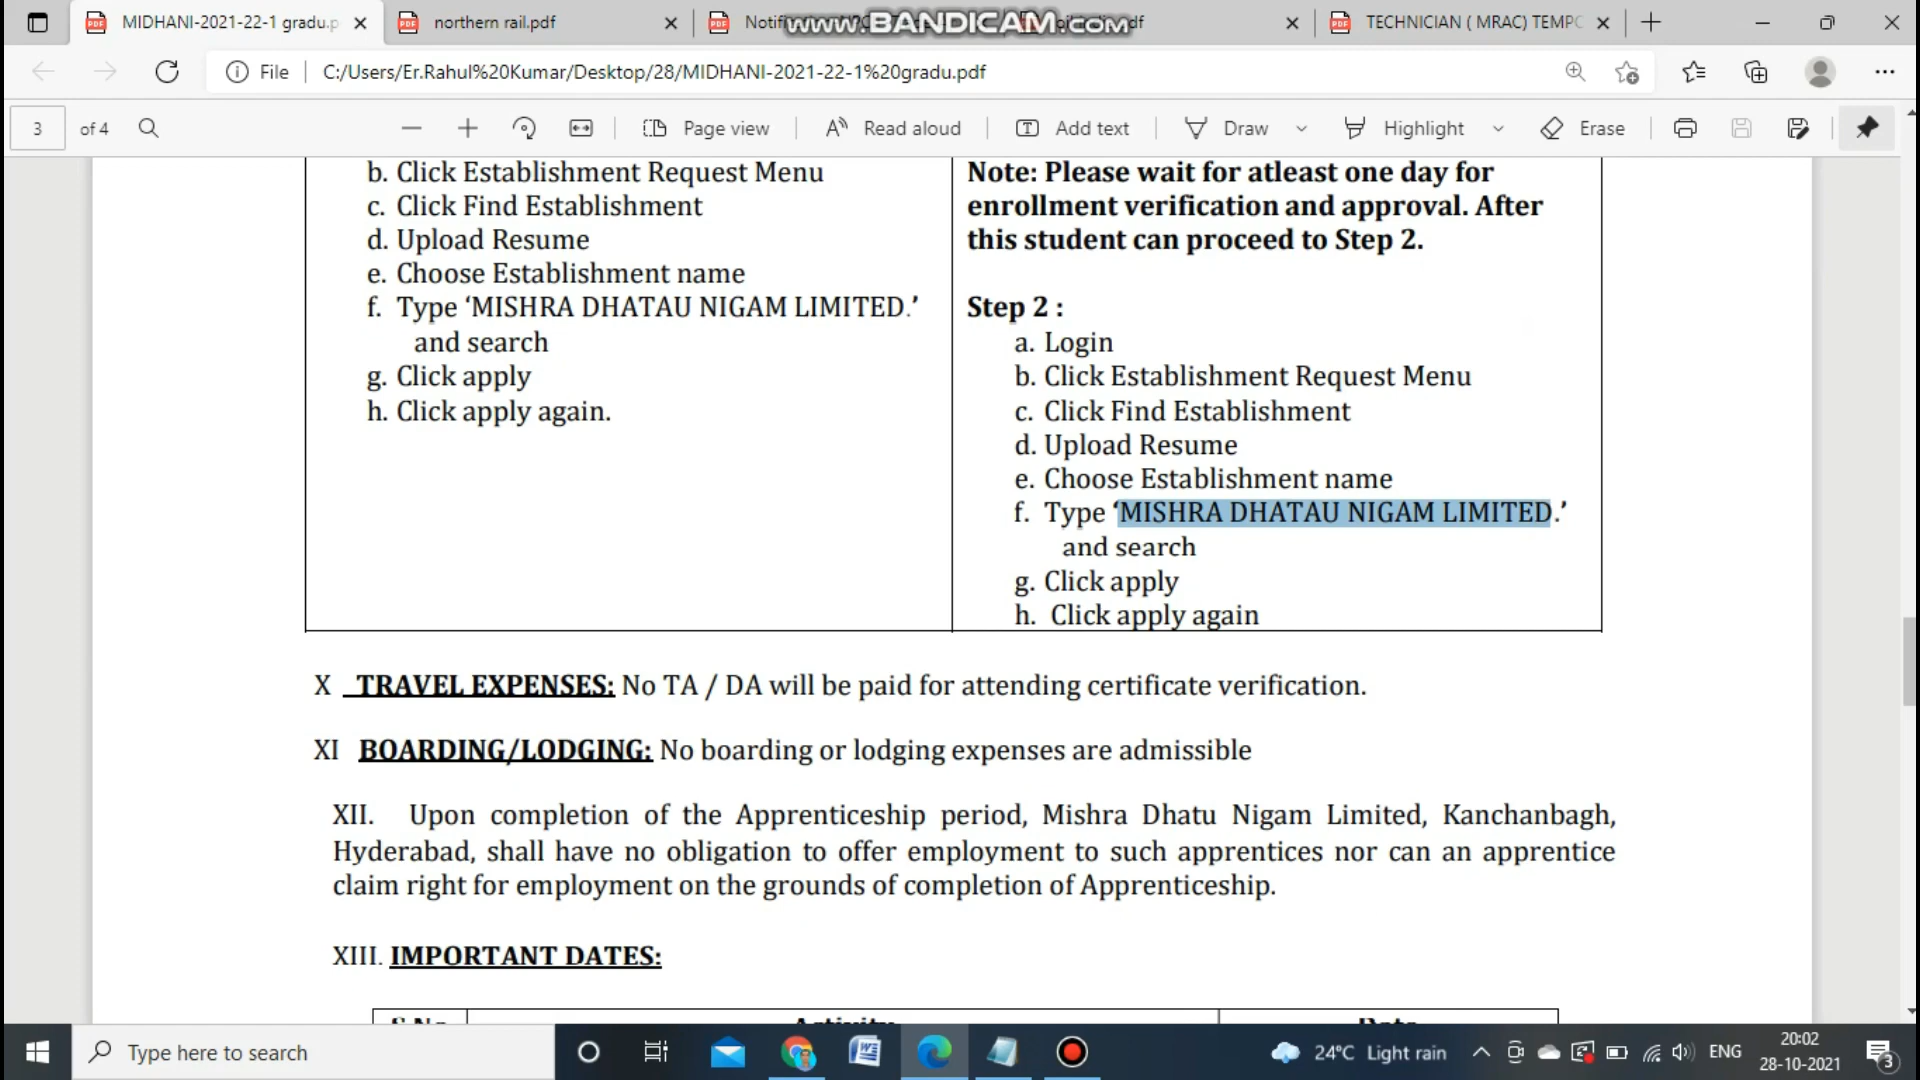 MIDHANI-2021-22-1 gradu.p
northern rail.pdf
Notif
www.BANDICAM.com
df
TECHNICIAN ( MRAC) TEMPC
File
C:/Users/Er.Rahul%20Kumar/Desktop/28/MIDHANI-2021-22-1%20gradu.pdf
3 of 4
Page view
Read aloud
Add text
Draw
Highlight
Erase
b. Click Establishment Request Menu
c. Click Find Establishment
d. Upload Resume
e. Choose Establishment name
f. Type ‘MISHRA DHATAU NIGAM LIMITED.’
and search
g. Click apply
h. Click apply again.
Note: Please wait for atleast one day for
enrollment verification and approval. After
this student can proceed to Step 2.
Step 2 :
a. Login
b. Click Establishment Request Menu
c. Click Find Establishment
d. Upload Resume
e. Choose Establishment name
f. Type ‘MISHRA DHATAU NIGAM LIMITED.’
and search
g. Click apply
h. Click apply again
X TRAVEL EXPENSES: No TA / DA will be paid for attending certificate verification.
XI BOARDING/LODGING: No boarding or lodging expenses are admissible
XII. Upon completion of the Apprenticeship period, Mishra Dhatu Nigam Limited, Kanchanbagh,
Hyderabad, shall have no obligation to offer employment to such apprentices nor can an apprentice
claim right for employment on the grounds of completion of Apprenticeship.
XIII. IMPORTANT DATES:
S.No Activity Date
Type here to search
24°C Light rain
ENG
20:02
28-10-2021
3